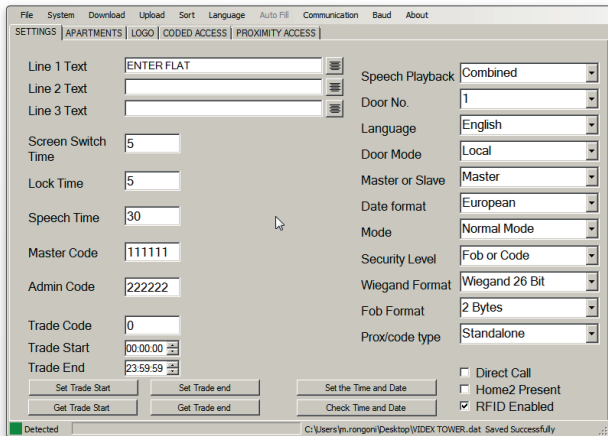 File System Download Upload Sort Language Auto Fill Communication Baud About
SETTINGS APARTMENTS LOGO CODED ACCESS PROXIMITY ACCESS
Line 1 Text ENTER FLAT
Line 2 Text
Line 3 Text
Screen Switch Time 5
Lock Time 5
Speech Time 30
Master Code 111111
Admin Code 222222
Trade Code 0
Trade Start 00:00:00
Trade End 23:59:59
Set Trade Start Set Trade end
Get Trade Start Get Trade end
Speech Playback Combined
Door No. 1
Language English
Door Mode Local
Master or Slave Master
Date format European
Mode Normal Mode
Security Level Fob or Code
Wiegand Format Wiegand 26 Bit
Fob Format 2 Bytes
Prox/code type Standalone
Direct Call
Home2 Present
RFID Enabled
Set the Time and Date
Check Time and Date
Detected C:\Users\m.rongoni\Desktop\VIDEX TOWER.dat Saved Successfully